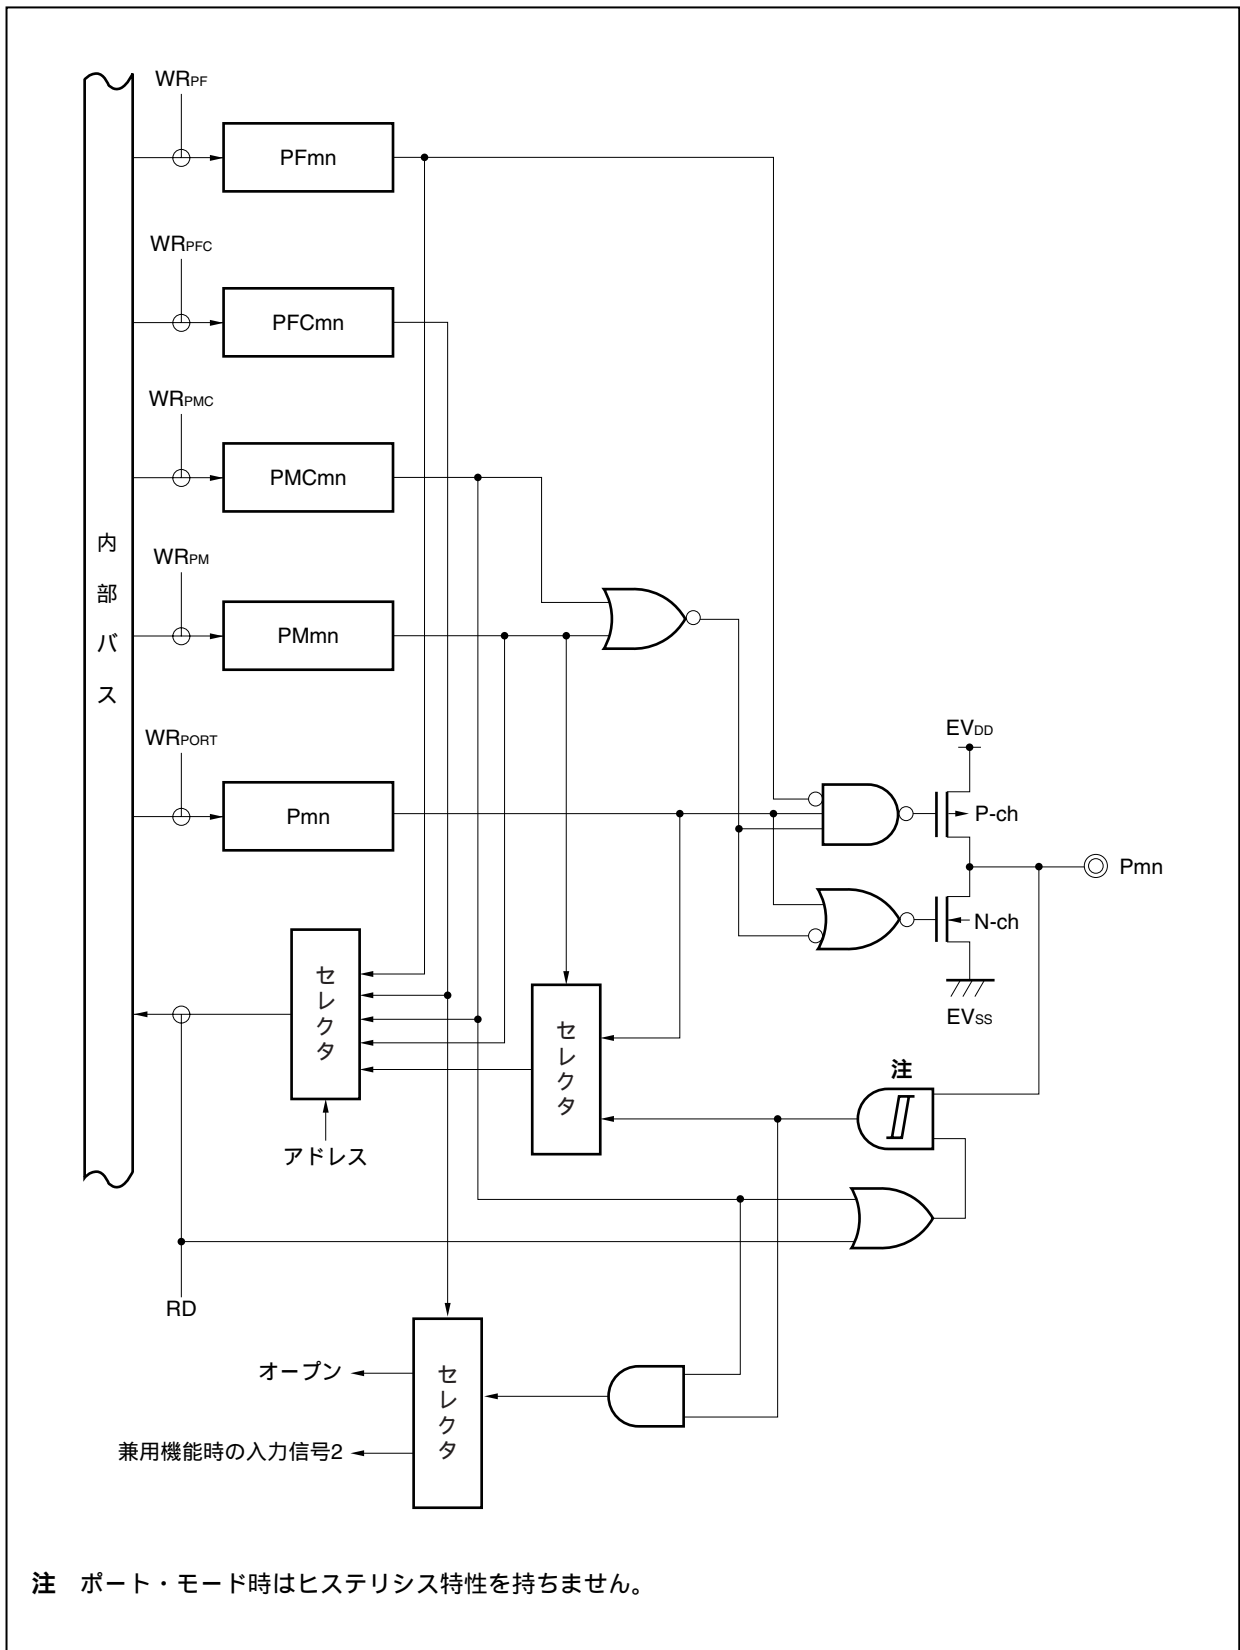 WRPF
PFmn
WRPFC
PFCmn
WRPMC
PMCmn
内部バス
WRPM
PMmn
WRPORT
Pmn
EVDD
P-ch
Pmn
N-ch
EVSS
セレクタ
セレクタ
注
アドレス
RD
オープン
セレクタ
兼用機能時の入力信号2
注 ポート・モード時はヒステリシス特性を持ちません。